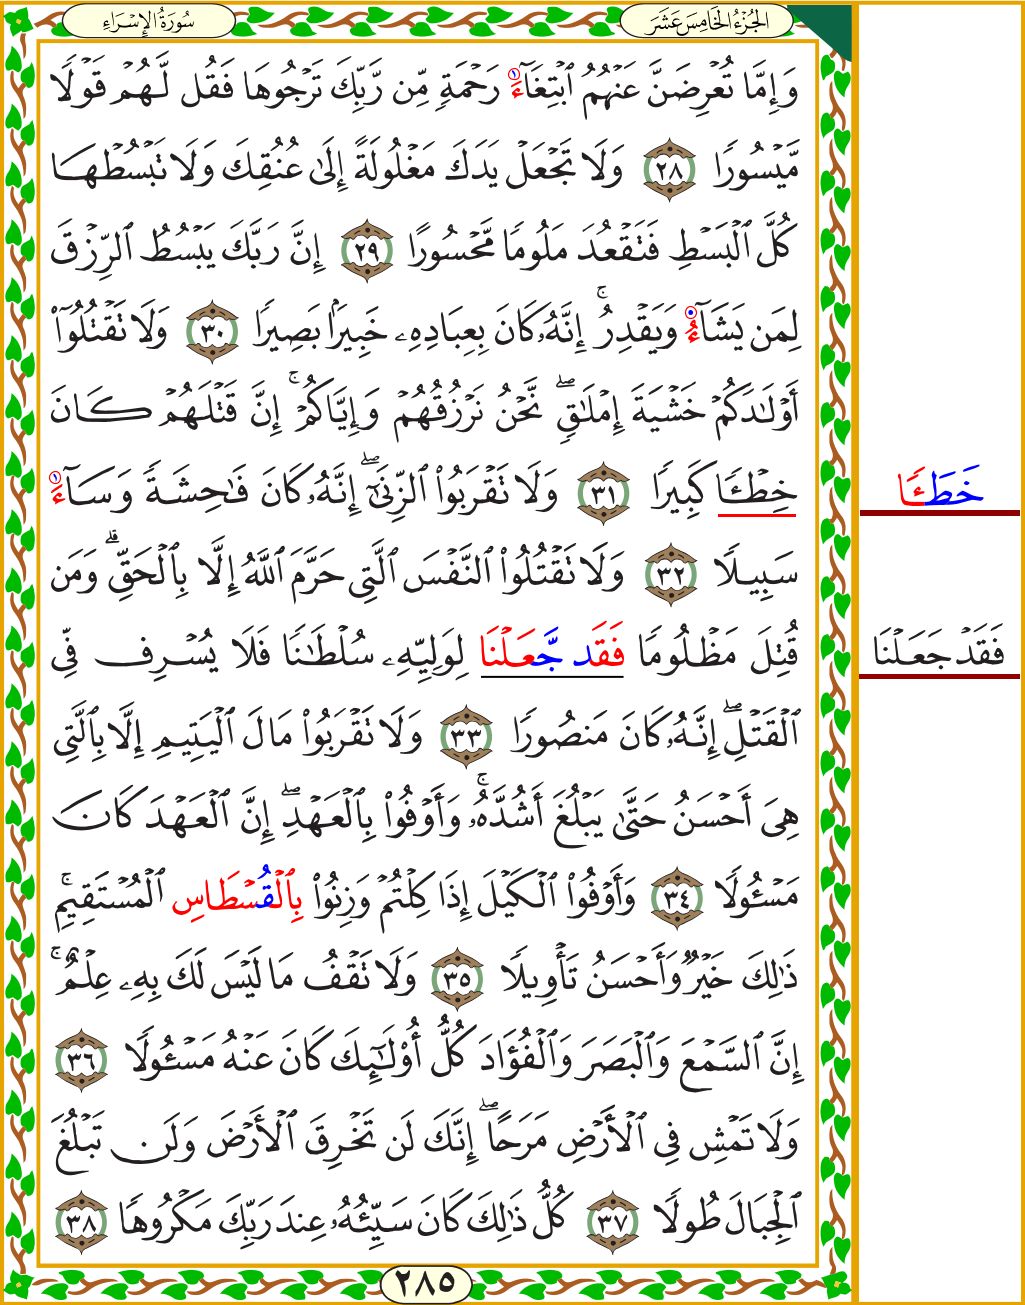 سُورَةُ الإِسْرَاءِ
الجُزْءُ الخَامِسَ عَشَرَ
وَإِمَّا تُعْرِضَنَّ عَنْهُمُ ٱبْتِغَآءَ رَحْمَةٍ مِّن رَّبِّكَ تَرْجُوهَا فَقُل لَّهُمْ قَوْلًا
مَّيْسُورًا ٢٨ وَلَا تَجْعَلْ يَدَكَ مَغْلُولَةً إِلَىٰ عُنُقِكَ وَلَا تَبْسُطْهَا
كُلَّ ٱلْبَسْطِ فَتَقْعُدَ مَلُومًا مَّحْسُورًا ٢٩ إِنَّ رَبَّكَ يَبْسُطُ ٱلرِّزْقَ
لِمَن يَشَآءُ وَيَقْدِرُ ۚ إِنَّهُۥ كَانَ بِعِبَادِهِۦ خَبِيرًۢا بَصِيرًا ٣٠ وَلَا تَقْتُلُوٓا۟
أَوْلَـٰدَكُمْ خَشْيَةَ إِمْلَـٰقٍ ۖ نَّحْنُ نَرْزُقُهُمْ وَإِيَّاكُمْ ۚ إِنَّ قَتْلَهُمْ كَانَ
خِطْـًٔا كَبِيرًا ٣١ وَلَا تَقْرَبُوا۟ ٱلزِّنَىٰٓ ۖ إِنَّهُۥ كَانَ فَـٰحِشَةً وَسَآءَ
خَطَـًٔا
سَبِيلًا ٣٢ وَلَا تَقْتُلُوا۟ ٱلنَّفْسَ ٱلَّتِى حَرَّمَ ٱللَّهُ إِلَّا بِٱلْحَقِّ ۗ وَمَن
قُتِلَ مَظْلُومًا فَقَد جَّعَلْنَا لِوَلِيِّهِۦ سُلْطَـٰنًا فَلَا يُسْرِف فِّى
فَقَدْ جَعَلْنَا
ٱلْقَتْلِ ۖ إِنَّهُۥ كَانَ مَنصُورًا ٣٣ وَلَا تَقْرَبُوا۟ مَالَ ٱلْيَتِيمِ إِلَّا بِٱلَّتِى
هِىَ أَحْسَنُ حَتَّىٰ يَبْلُغَ أَشُدَّهُۥ ۚ وَأَوْفُوا۟ بِٱلْعَهْدِ ۖ إِنَّ ٱلْعَهْدَ كَانَ
مَسْـُٔولًا ٣٤ وَأَوْفُوا۟ ٱلْكَيْلَ إِذَا كِلْتُمْ وَزِنُوا۟ بِٱلْقُسْطَاسِ ٱلْمُسْتَقِيمِ ۚ
ذَٰلِكَ خَيْرٌ وَأَحْسَنُ تَأْوِيلًا ٣٥ وَلَا تَقْفُ مَا لَيْسَ لَكَ بِهِۦ عِلْمٌ ۚ
إِنَّ ٱلسَّمْعَ وَٱلْبَصَرَ وَٱلْفُؤَادَ كُلُّ أُو۟لَـٰٓئِكَ كَانَ عَنْهُ مَسْـُٔولًا ٣٦
وَلَا تَمْشِ فِى ٱلْأَرْضِ مَرَحًا ۖ إِنَّكَ لَن تَخْرِقَ ٱلْأَرْضَ وَلَن تَبْلُغَ
ٱلْجِبَالَ طُولًا ٣٧ كُلُّ ذَٰلِكَ كَانَ سَيِّئُهُۥ عِندَ رَبِّكَ مَكْرُوهًا ٣٨
٢٨٥